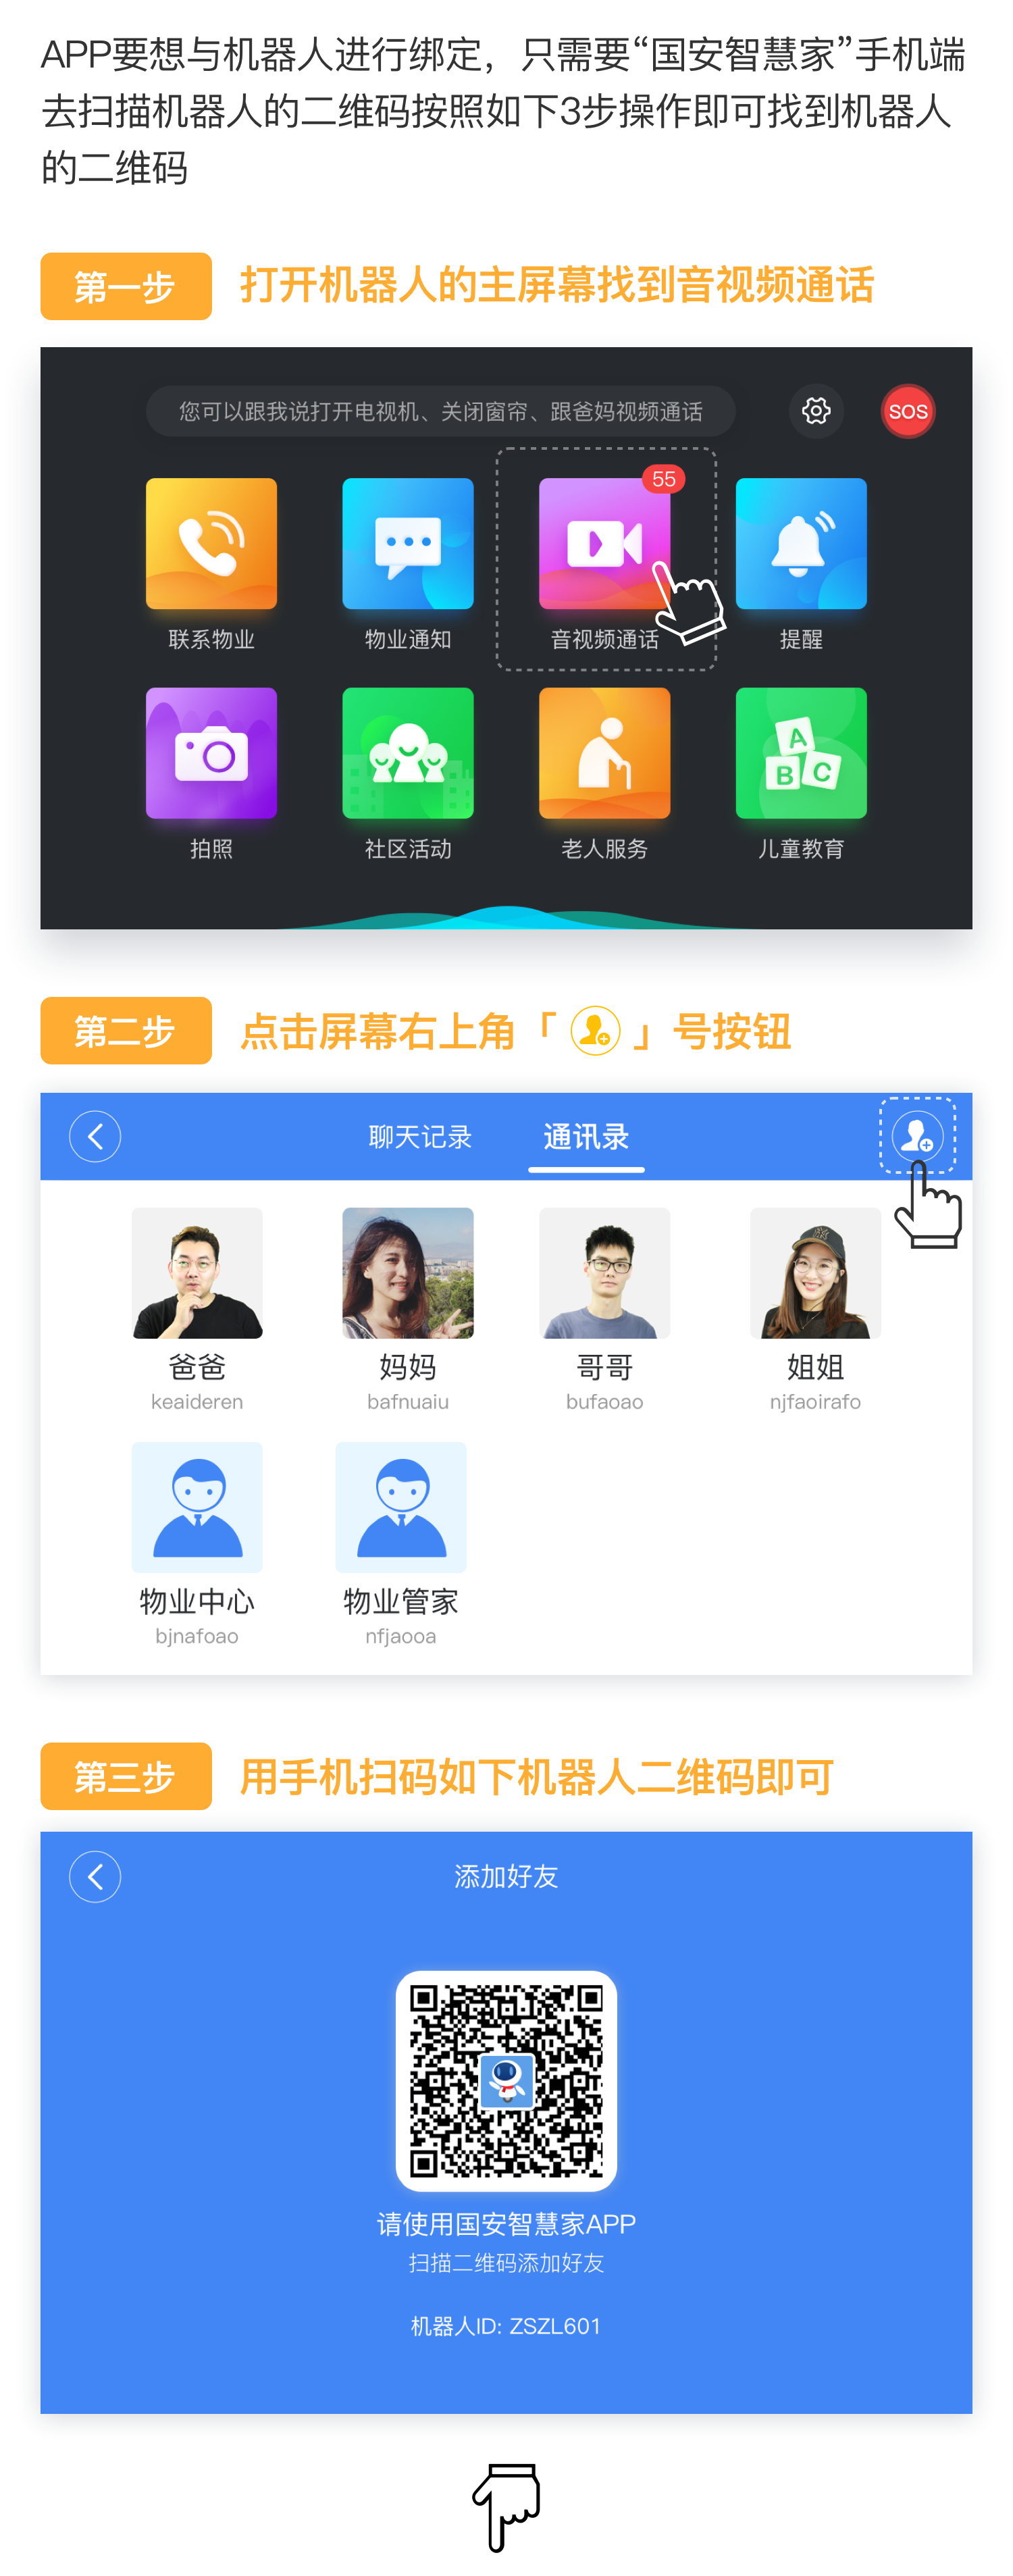 APP要想与机器人进行绑定，只需要“国安智慧家”手机端
去扫描机器人的二维码按照如下3步操作即可找到机器人
的二维码
第一步 打开机器人的主屏幕找到音视频通话
您可以跟我说打开电视机、关闭窗帘、跟爸妈视频通话
SOS
55
联系物业 物业通知 音视频通话 提醒
A
B C
拍照 社区活动 老人服务 儿童教育
第二步 点击屏幕右上角「 」号按钮
聊天记录 通讯录
爸爸 妈妈 哥哥 姐姐
keaideren bafnuaiu bufaoao njfaoirafo
物业中心 物业管家
bjnafoao nfjaooa
第三步 用手机扫码如下机器人二维码即可
添加好友
请使用国安智慧家APP
扫描二维码添加好友
机器人ID: ZSZL601